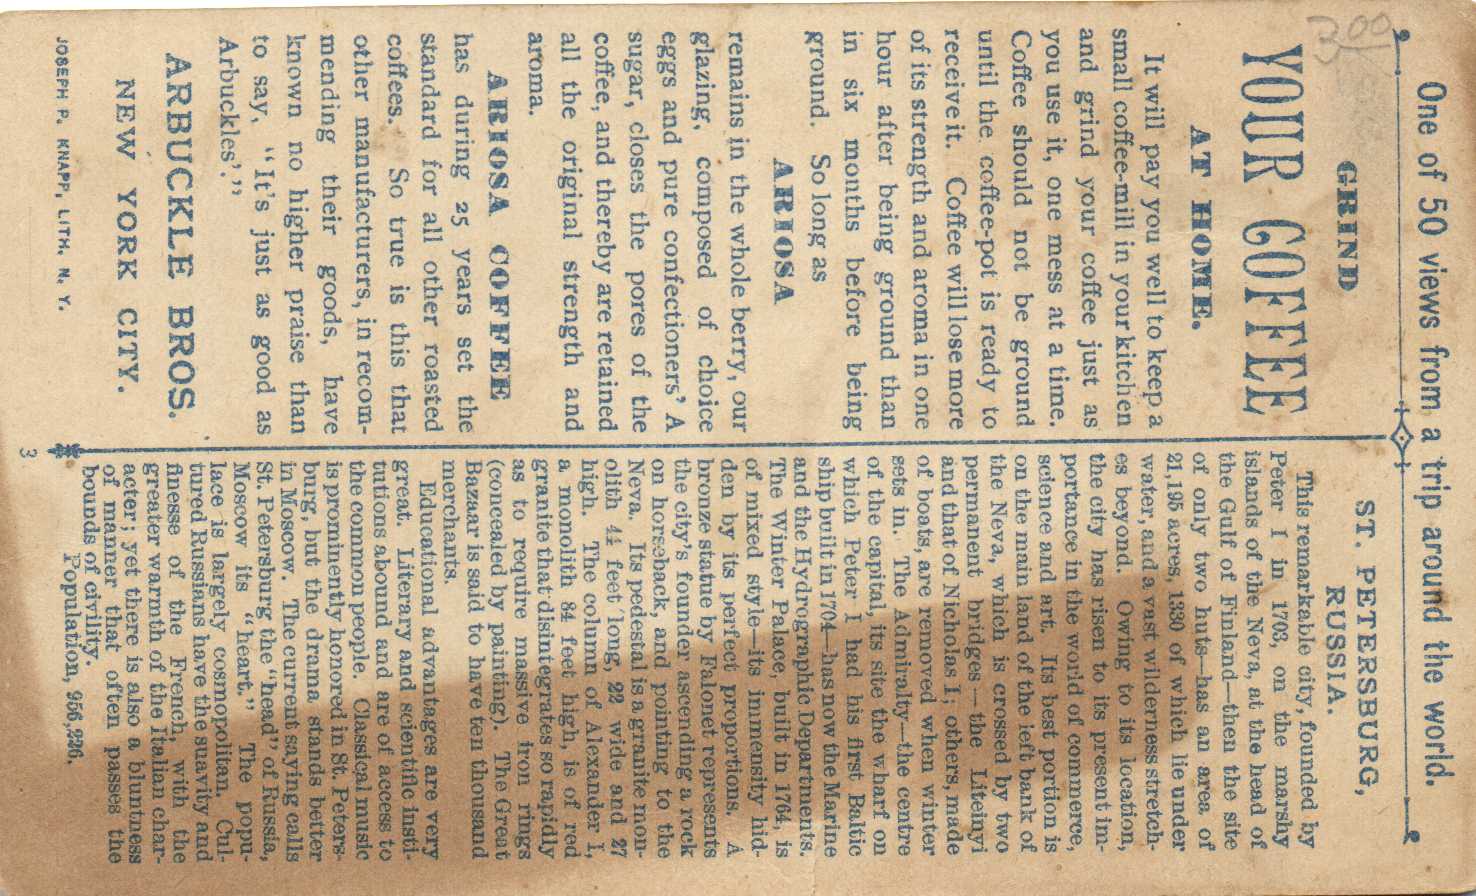 3.00
One of 50 views from a trip around the world.
GRIND
YOUR COFFEE
AT HOME.
It will pay you well to keep a
small coffee-mill in your kitchen
and grind your coffee just as
you use it, one mess at a time.
Coffee should not be ground
until the coffee-pot is ready to
receive it. Coffee will lose more
of its strength and aroma in one
hour after being ground than
in six months before being
ground. So long as
ARIOSA
remains in the whole berry, our
glazing, composed of choice
eggs and pure confectioners' A
sugar, closes the pores of the
coffee, and thereby are retained
all the original strength and
aroma.
ARIOSA COFFEE
has during 25 years set the
standard for all other roasted
coffees. So true is this that
other manufacturers, in recom-
mending their goods, have
known no higher praise than
to say, "It's just as good as
Arbuckles'."
ARBUCKLE BROS.
NEW YORK CITY.
JOSEPH P. KNAPP, LITH. N. Y.
ST. PETERSBURG,
RUSSIA.
This remarkable city, founded by
Peter I in 1703, on the marshy
islands of the Neva, at the head of
the Gulf of Finland—then the site
of only two huts—has an area of
21,195 acres, 1330 of which lie under
water, and a vast wilderness stretch-
es beyond. Owing to its location,
the city has risen to its present im-
portance in the world of commerce,
science and art. Its best portion is
on the main land of the left bank of
the Neva, which is crossed by two
permanent bridges—the Liteinyi
and that of Nicholas I; others, made
of boats, are removed when winter
sets in. The Admiralty—the centre
of the capital, its site the wharf on
which Peter I had his first Baltic
ship built in 1704—has now the Marine
and the Hydrographic Departments.
The Winter Palace, built in 1764, is
of mixed style—its immensity hid-
den by its perfect proportions. A
bronze statue by Falonet represents
the city's founder ascending a rock
on horseback, and pointing to the
Neva. Its pedestal is a granite mon-
olith 44 feet long, 22 wide and 27
high. The column of Alexander I,
a monolith 84 feet high, is of red
granite that disintegrates so rapidly
as to require massive iron rings
(concealed by painting). The Great
Bazaar is said to have ten thousand
merchants.
Educational advantages are very
great. Literary and scientific insti-
tutions abound and are of access to
the common people. Classical music
is prominently honored in St. Peters-
burg, but the drama stands better
in Moscow. The current saying calls
St. Petersburg the "head" of Russia,
Moscow its "heart." The popu-
lace is largely cosmopolitan. Cul-
tured Russians have the suavity and
finesse of the French, with the
greater warmth of the Italian char-
acter; yet there is also a bluntness
of manner that often passes the
bounds of civility.
Population, 956,226.
3